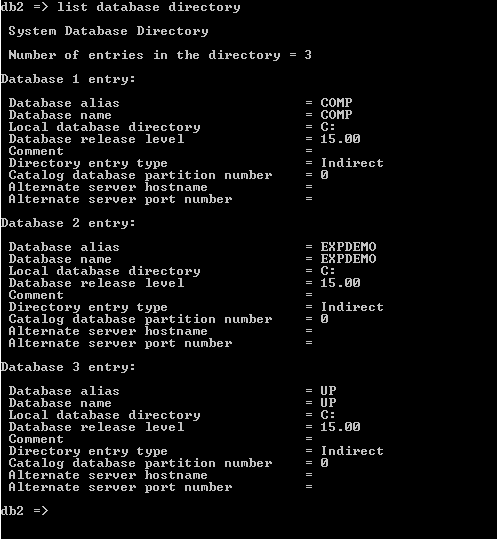 db2 => list database directory
System Database Directory
Number of entries in the directory = 3
Database 1 entry:
Database alias = COMP
Database name = COMP
Local database directory = C:
Database release level = 15.00
Comment =
Directory entry type = Indirect
Catalog database partition number = 0
Alternate server hostname =
Alternate server port number =
Database 2 entry:
Database alias = EXPDEMO
Database name = EXPDEMO
Local database directory = C:
Database release level = 15.00
Comment =
Directory entry type = Indirect
Catalog database partition number = 0
Alternate server hostname =
Alternate server port number =
Database 3 entry:
Database alias = UP
Database name = UP
Local database directory = C:
Database release level = 15.00
Comment =
Directory entry type = Indirect
Catalog database partition number = 0
Alternate server hostname =
Alternate server port number =
db2 =>